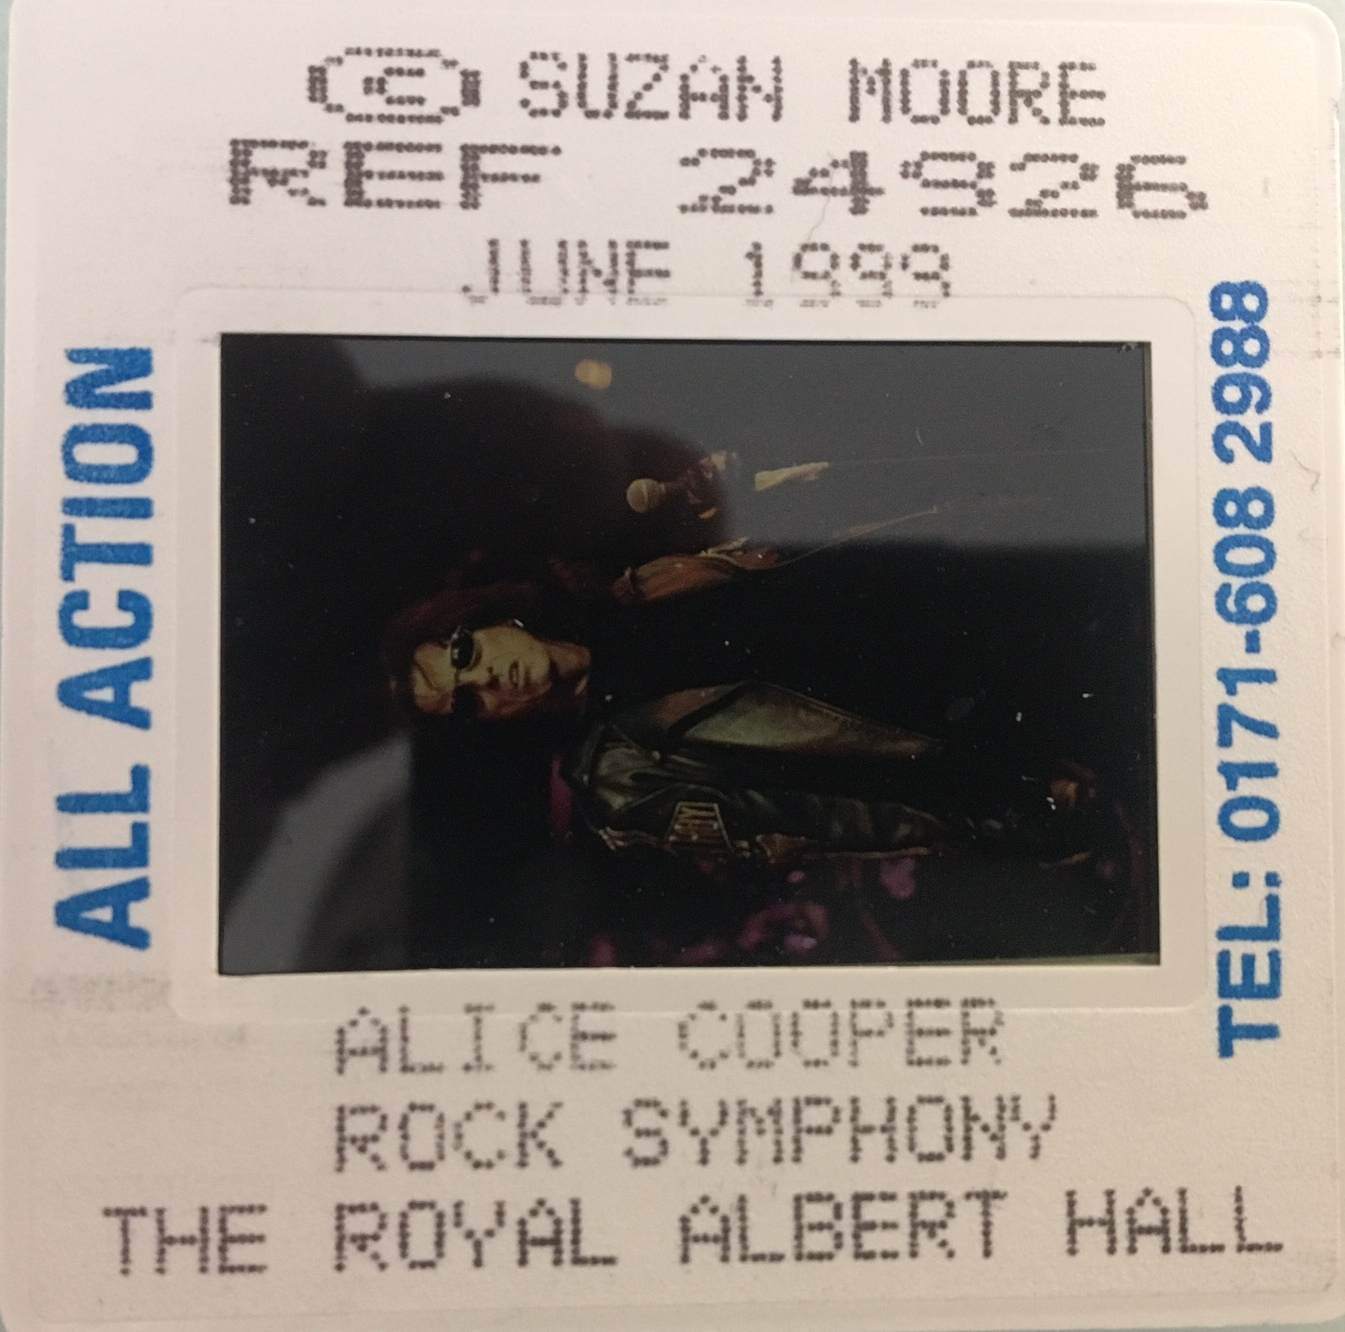 © SUZAN MOORE
REF 24926
JUNE 1999
ALL ACTION
TEL: 0171-608 2988
ALICE COOPER
ROCK SYMPHONY
THE ROYAL ALBERT HALL